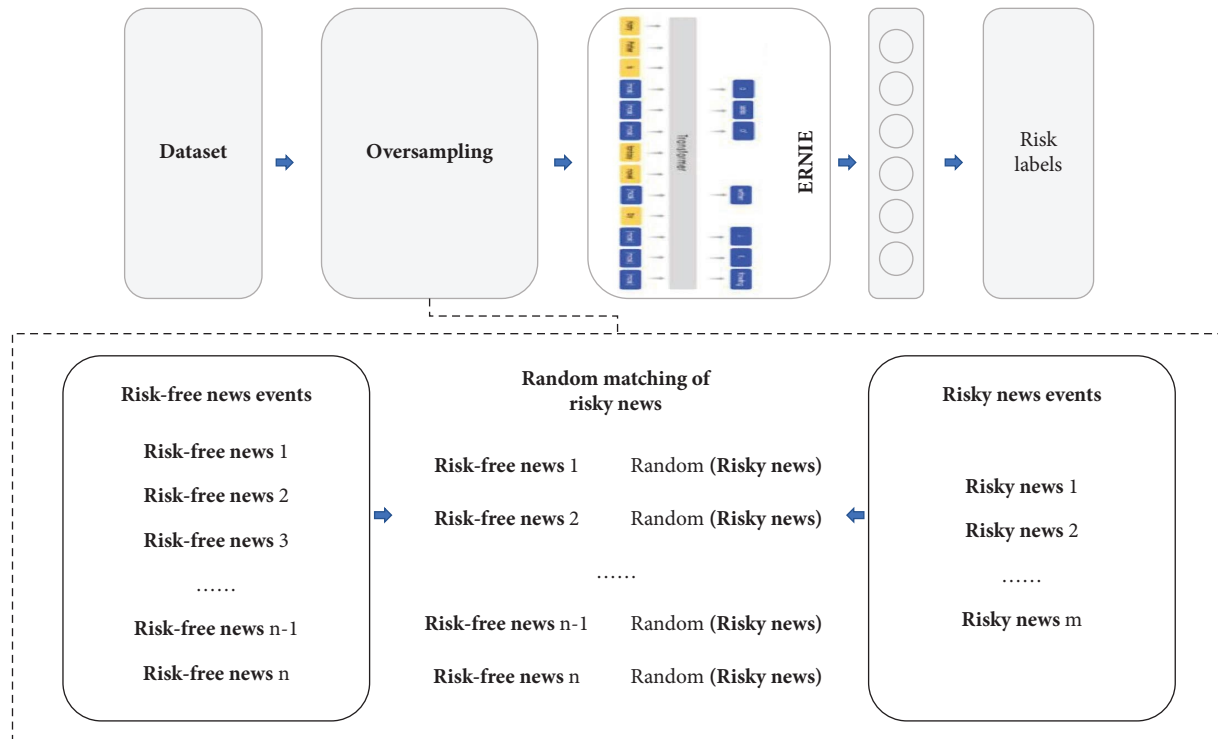 Dataset
Oversampling
Transformer
ERNIE
Risk
labels
Risk-free news events
Risk-free news 1
Risk-free news 2
Risk-free news 3
......
Risk-free news n-1
Risk-free news n
Random matching of
risky news
Risk-free news 1 Random (Risky news)
Risk-free news 2 Random (Risky news)
......
Risk-free news n-1 Random (Risky news)
Risk-free news n Random (Risky news)
Risky news events
Risky news 1
Risky news 2
......
Risky news m